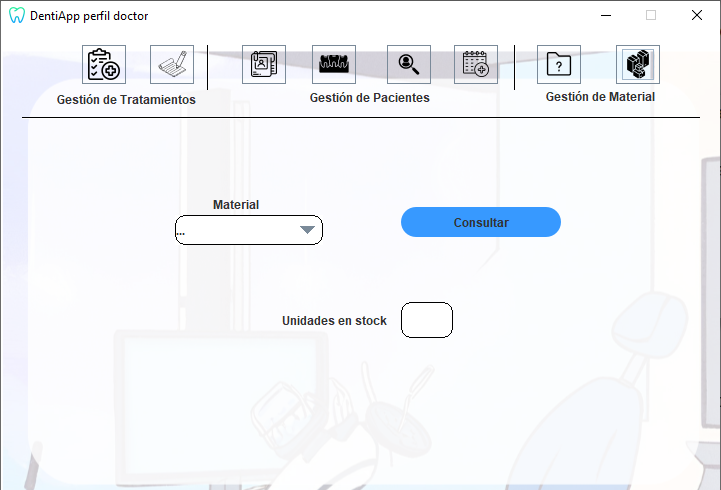 DentiApp perfil doctor
Gestión de Tratamientos
Gestión de Pacientes
Gestión de Material
Material
...
Consultar
Unidades en stock